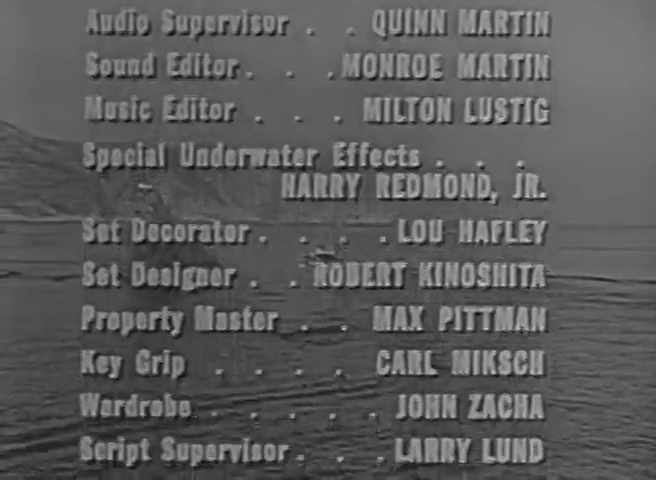 Audio Supervisor . . QUINN MARTIN
Sound Editor . . . MONROE MARTIN
Music Editor . . . MILTON LUSTIG
Special Underwater Effects . . .
HARRY REDMOND, JR.
Set Decorator . . . . LOU HAFLEY
Set Designer . . ROBERT KINOSHITA
Property Master . . MAX PITTMAN
Key Grip . . . . CARL MIKSCH
Wardrobe . . . . . JOHN ZACHA
Script Supervisor . . . LARRY LUND